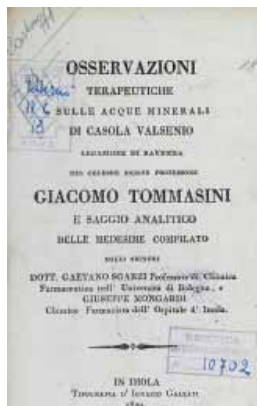 OSSERVAZIONI
TERAPEUTICHE
SULLE ACQUE MINERALI
DI CASOLA VALSENIO
LEGAZIONE DI RAVENNA
DEL CELEBRE SIGNOR PROFESSORE
GIACOMO TOMMASINI
E SAGGIO ANALITICO
DELLE MEDESIME COMPILATO
DALLI SIGNORI
DOTT. GAETANO SGARZI Professore di Chimica
Farmaceutica nell' Università di Bologna, e
GIUSEPPE MONGARDI
Chimico Farmacista dell' Ospitale d' Imola.
10702
IN IMOLA
TIPOGRAFIA D' IGNAZIO GALEATI